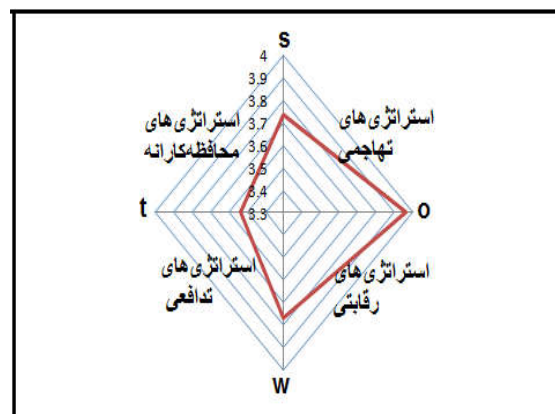 s
4
3.9
3.8
3.7
3.6
3.5
3.4
3.3
استراتژی‌های
تهاجمی
استراتژی‌های
محافظه‌کارانه
t
o
استراتژی‌های
رقابتی
استراتژی‌های
تدافعی
w